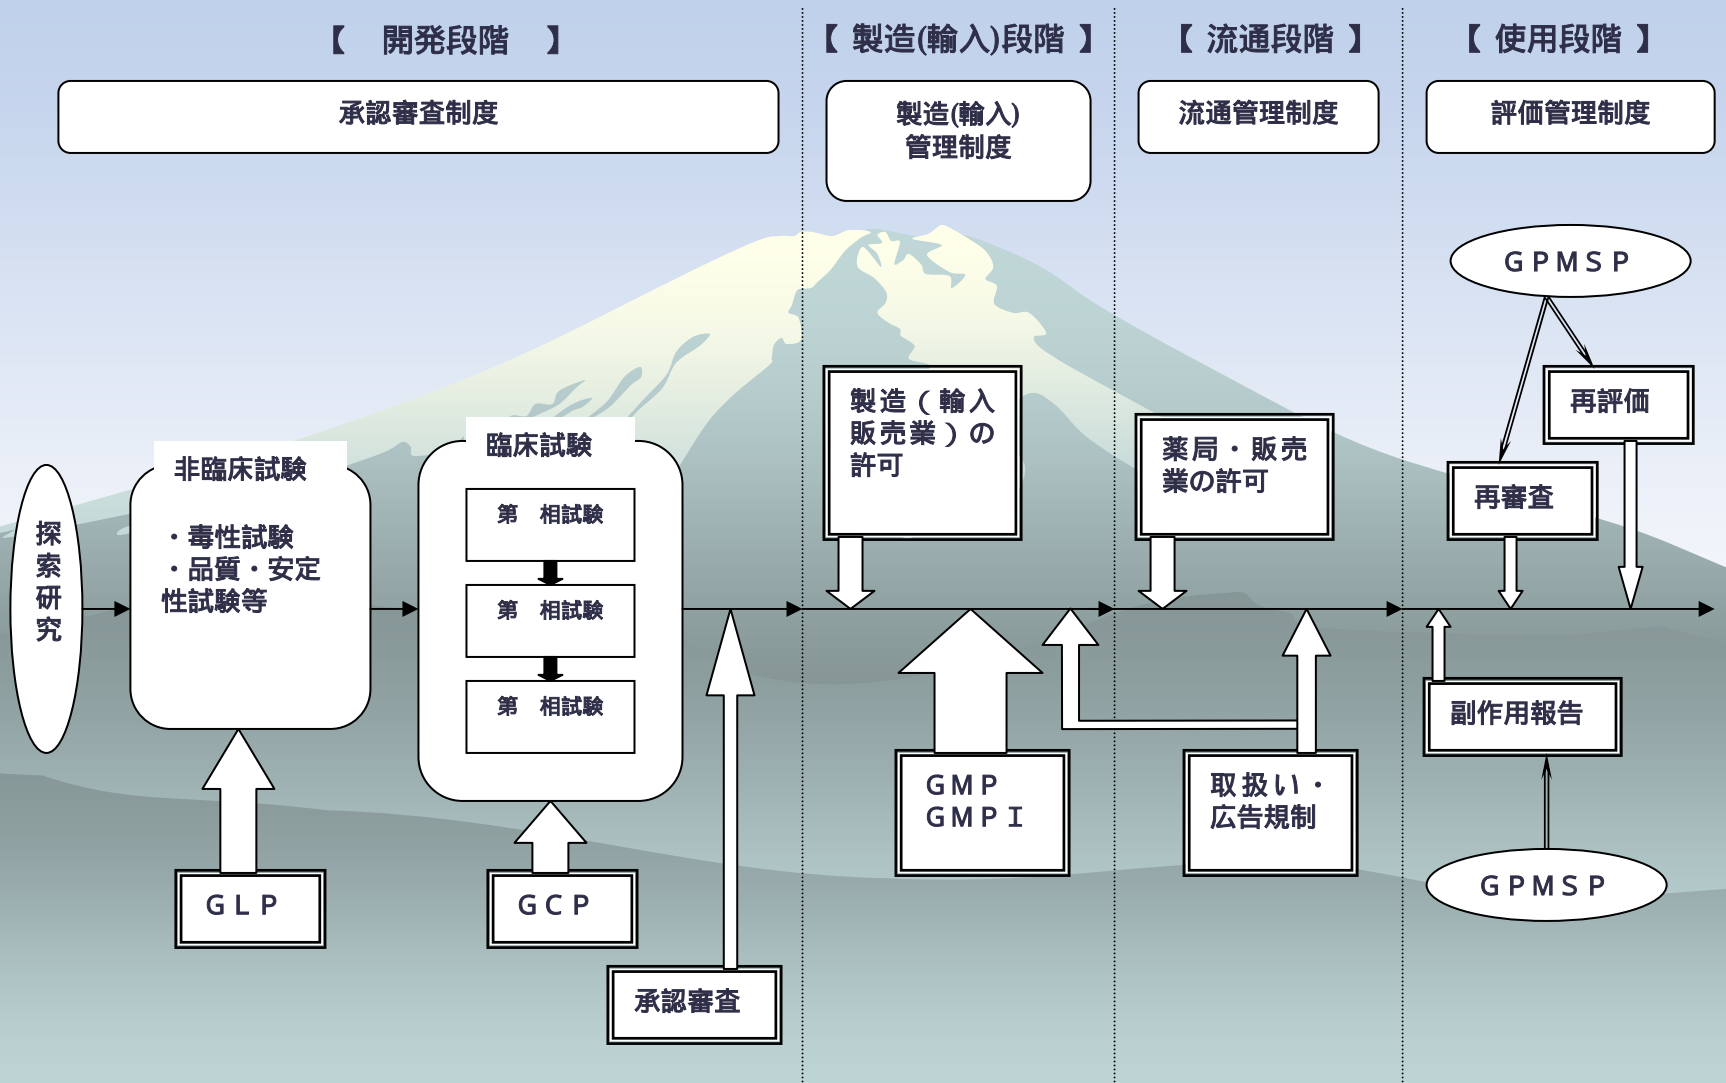 【　開発段階　】
【 製造(輸入)段階 】
【 流通段階 】
【 使用段階 】
承認審査制度
製造(輸入)
管理制度
流通管理制度
評価管理制度
探
索
研
究
非臨床試験
・毒性試験
・品質・安定
性試験等
臨床試験
第　相試験
第　相試験
第　相試験
ＧＬＰ
ＧＣＰ
承認審査
製造（輸入
販売業）の
許可
ＧＭＰ
ＧＭＰＩ
薬局・販売
業の許可
取扱い・
広告規制
ＧＰＭＳＰ
再評価
再審査
副作用報告
ＧＰＭＳＰ